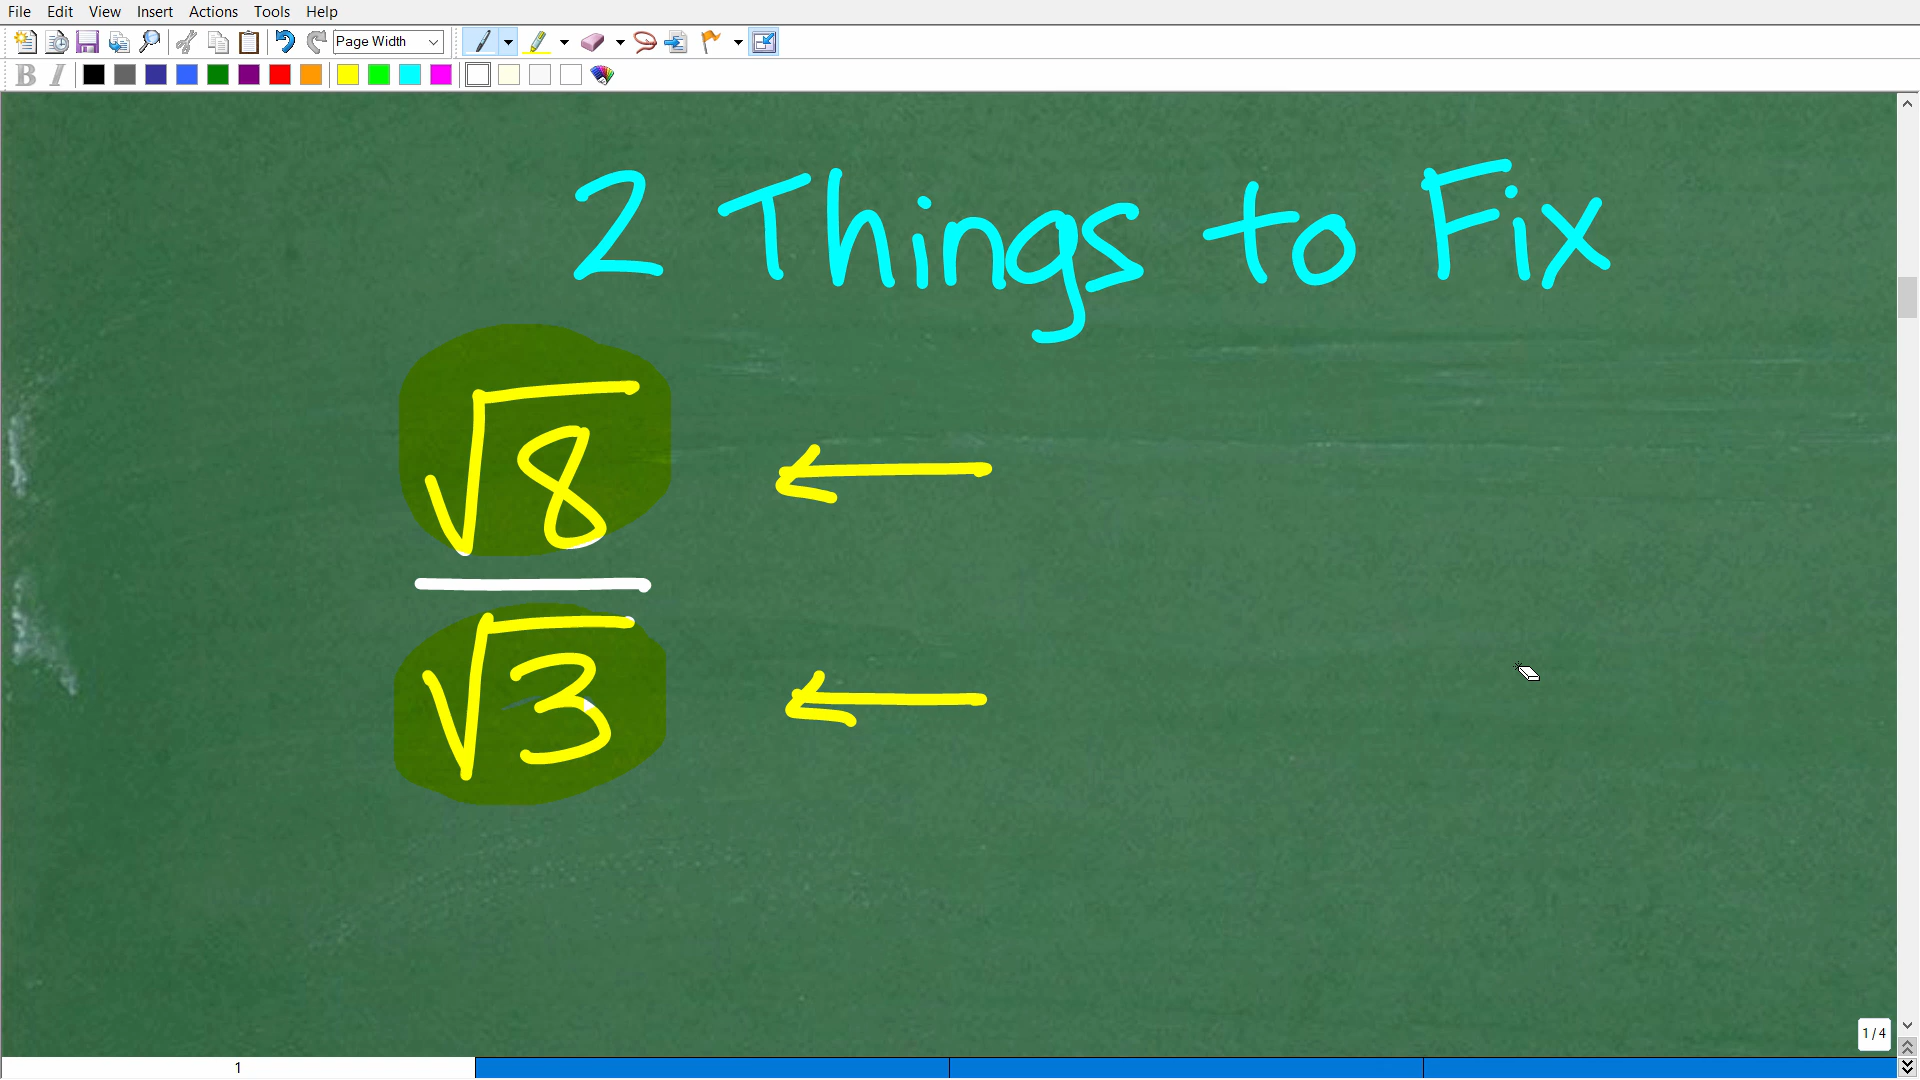 File Edit View Insert Actions Tools Help
Page Width
B I
2 Things to Fix
√8
√3
1 / 4
1